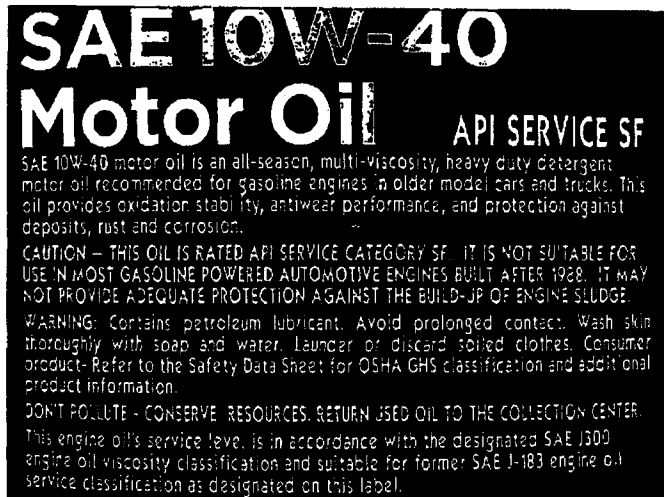 SAE 10W-40
Motor Oil API SERVICE SF
SAE 10W-40 motor oil is an all-season, multi-viscosity, heavy duty detergent
motor oil recommended for gasoline engines in older model cars and trucks. This
oil provides oxidation stability, antiwear performance, and protection against
deposits, rust and corrosion.
CAUTION – THIS OIL IS RATED API SERVICE CATEGORY SF. IT IS NOT SUITABLE FOR
USE IN MOST GASOLINE POWERED AUTOMOTIVE ENGINES BUILT AFTER 1988. IT MAY
NOT PROVIDE ADEQUATE PROTECTION AGAINST THE BUILD-UP OF ENGINE SLUDGE.
WARNING: Contains petroleum lubricant. Avoid prolonged contact. Wash skin
thoroughly with soap and water. Launder or discard soiled clothes. Consumer
product- Refer to the Safety Data Sheet for OSHA GHS classification and additional
product information.
DON'T POLLUTE - CONSERVE RESOURCES. RETURN USED OIL TO THE COLLECTION CENTER.
This engine oil's service level is in accordance with the designated SAE J300
engine oil viscosity classification and suitable for former SAE J-183 engine oil
service classification as designated on this label.